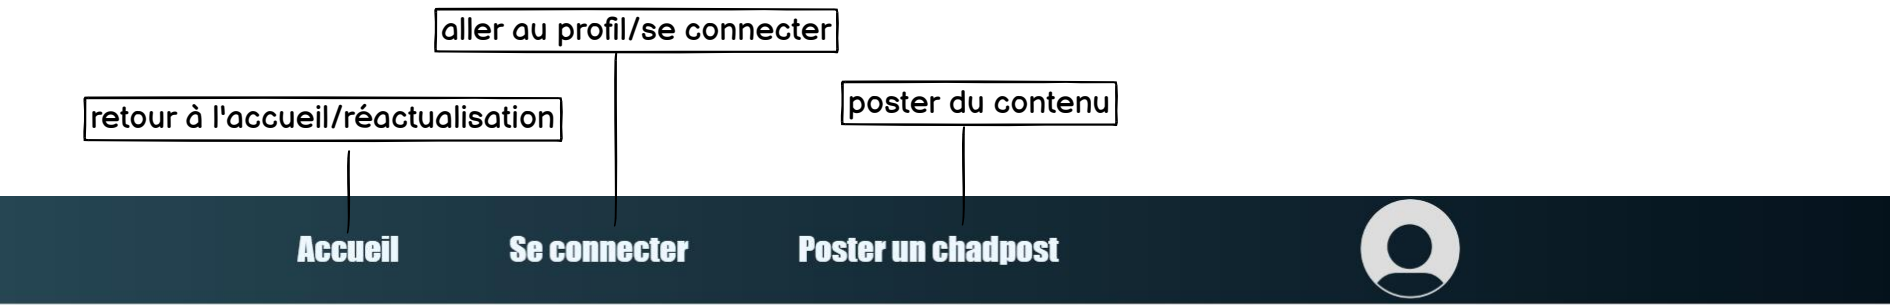 aller au profil/se connecter
poster du contenu
retour à l'accueil/réactualisation
Accueil
Se connecter
Poster un chadpost